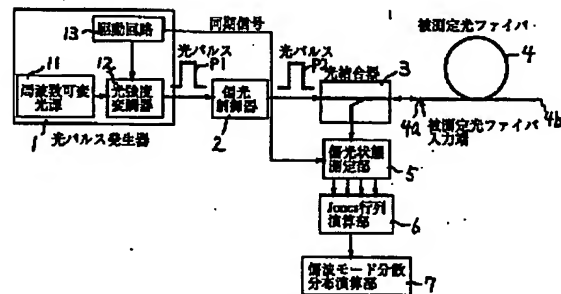 13
駆動回路
同期信号
被測定光ファイバ
4
11
周波数可変
光源
12
光強度
変調器
光パルス
P1
偏光
制御器
2
光パルス
P2
光結合器
3
1
光パルス発生器
4a
4b
被測定光ファイバ
入力端
偏光状態
測定部
5
Jones行列
演算部
6
偏波モード分散
分布演算部
7